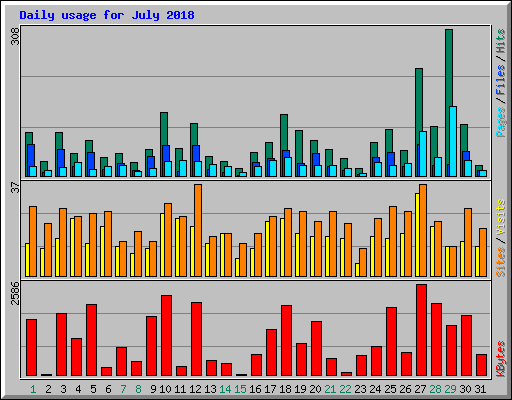 Daily usage for July 2018
308
Pages / Files / Hits
37
Sites / Visits
2586
KBytes
1 2 3 4 5 6 7 8 9 10 11 12 13 14 15 16 17 18 19 20 21 22 23 24 25 26 27 28 29 30 31